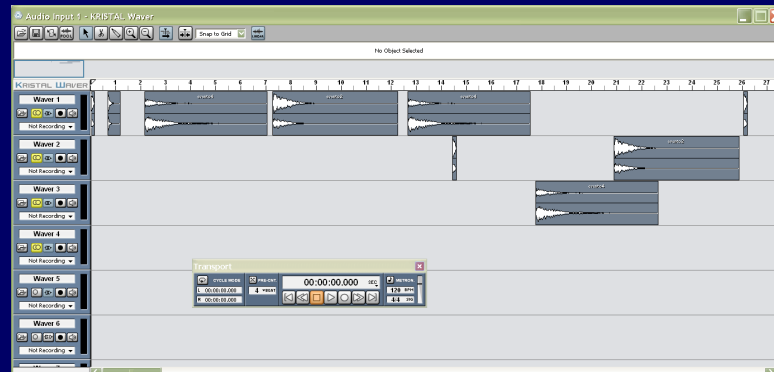 Audio Input 1 - KRISTAL Waver
POOL Snap to Grid
No Object Selected
KRISTAL WAVER 1 2 3 4 5 6 7 8 9 10 11 12 13 14 15 16 17 18 19 20 21 22 23 24 25 26 27
Waver 1
Not Recording
Waver 2
Not Recording
Waver 3
Not Recording
Waver 4
Not Recording
Waver 5
Not Recording
Waver 6
Not Recording
Transport
CYCLE MODE PRE-CNT 00:00:00.000 SEC METRON
L 00:00:00.000 4 120 BPM
R 00:00:00.000 4/4 SIG